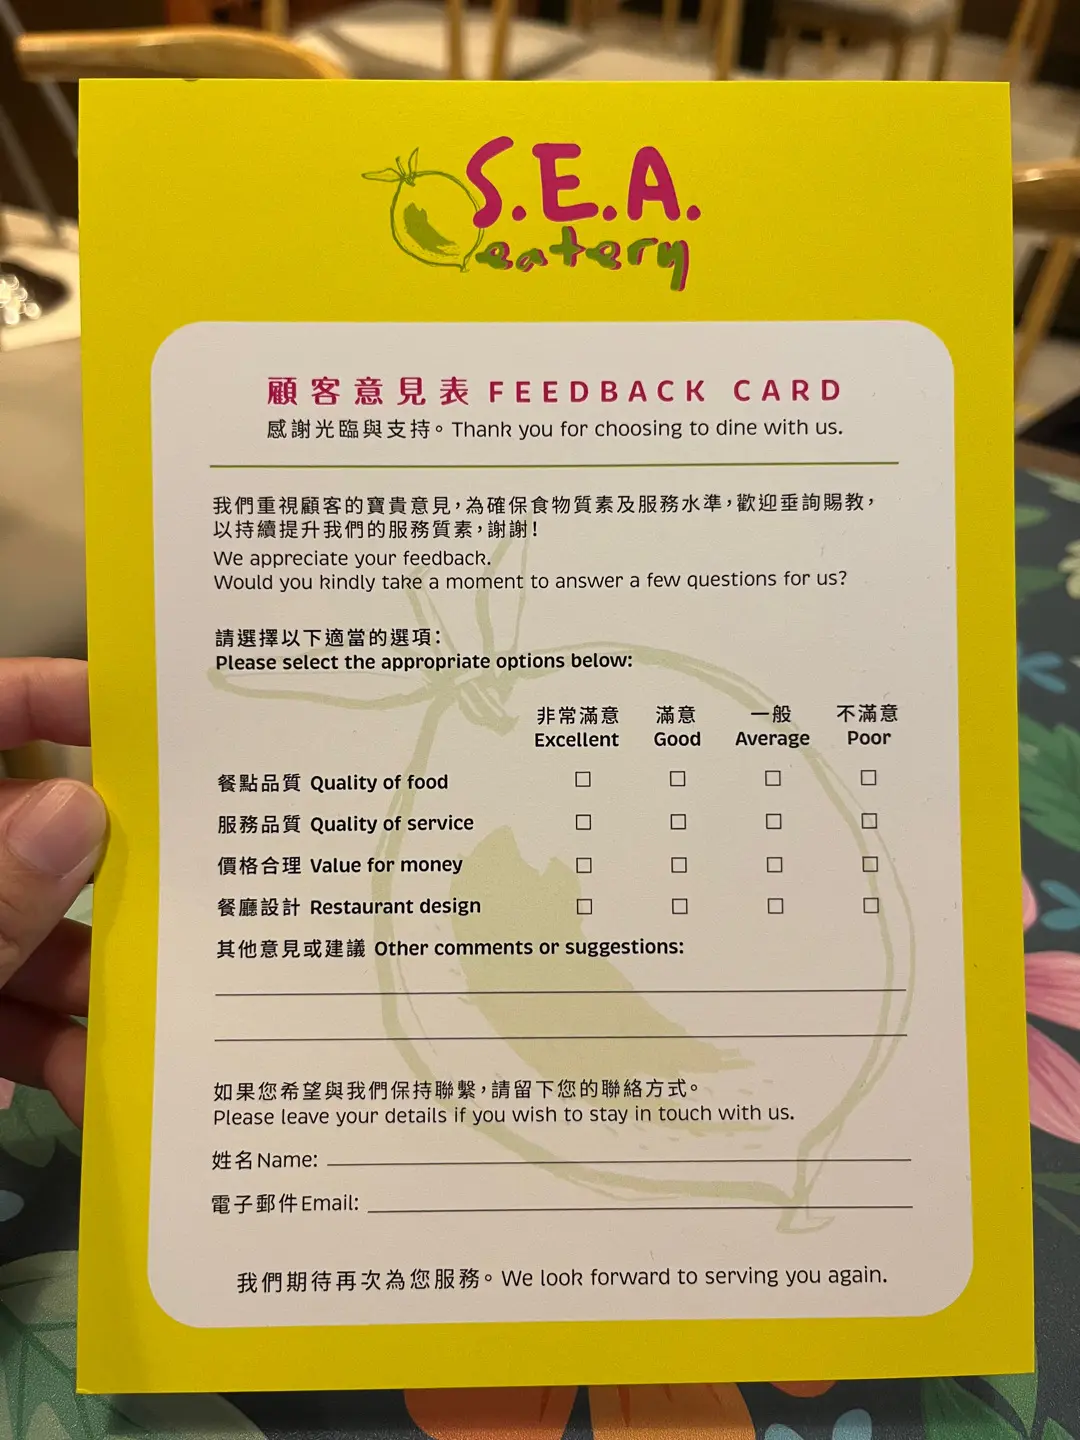 S.E.A.
eatery
顧客意見表 FEEDBACK CARD
感謝光臨與支持。Thank you for choosing to dine with us.
我們重視顧客的寶貴意見，為確保食物質素及服務水準，歡迎垂詢賜教，
以持續提升我們的服務質素，謝謝！
We appreciate your feedback.
Would you kindly take a moment to answer a few questions for us?
請選擇以下適當的選項：
Please select the appropriate options below:
非常滿意 滿意 一般 不滿意
Excellent Good Average Poor
餐點品質 Quality of food □ □ □ □
服務品質 Quality of service □ □ □ □
價格合理 Value for money □ □ □ □
餐廳設計 Restaurant design □ □ □ □
其他意見或建議 Other comments or suggestions:
如果您希望與我們保持聯繫，請留下您的聯絡方式。
Please leave your details if you wish to stay in touch with us.
姓名Name:
電子郵件Email:
我們期待再次為您服務。We look forward to serving you again.